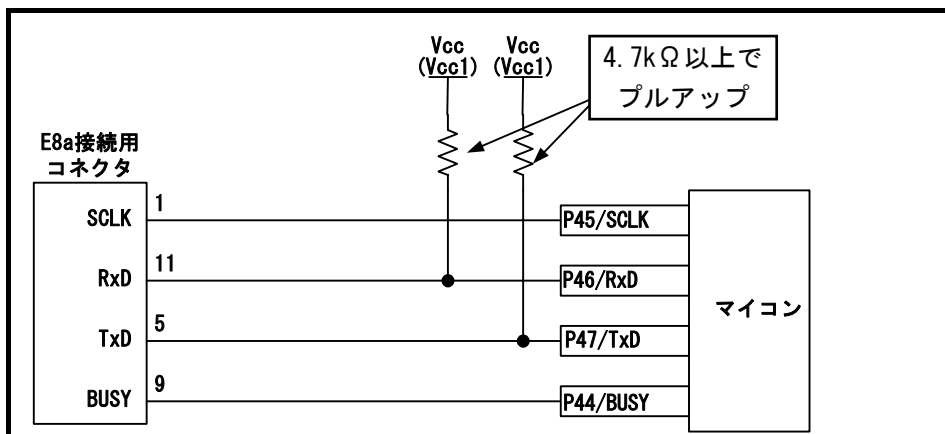 Vcc
(Vcc1)
Vcc
(Vcc1)
4.7kΩ以上で
プルアップ
E8a接続用
コネクタ
SCLK
1
P45/SCLK
RxD
11
P46/RxD
マイコン
TxD
5
P47/TxD
BUSY
9
P44/BUSY